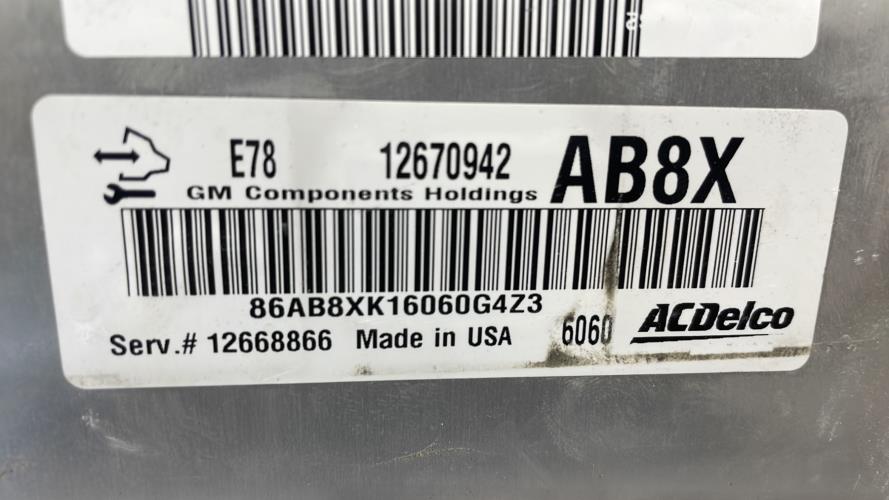 E78 12670942 AB8X
GM Components Holdings
86AB8XK16060G4Z3
Serv.# 12668866 Made in USA 6060 ACDelco